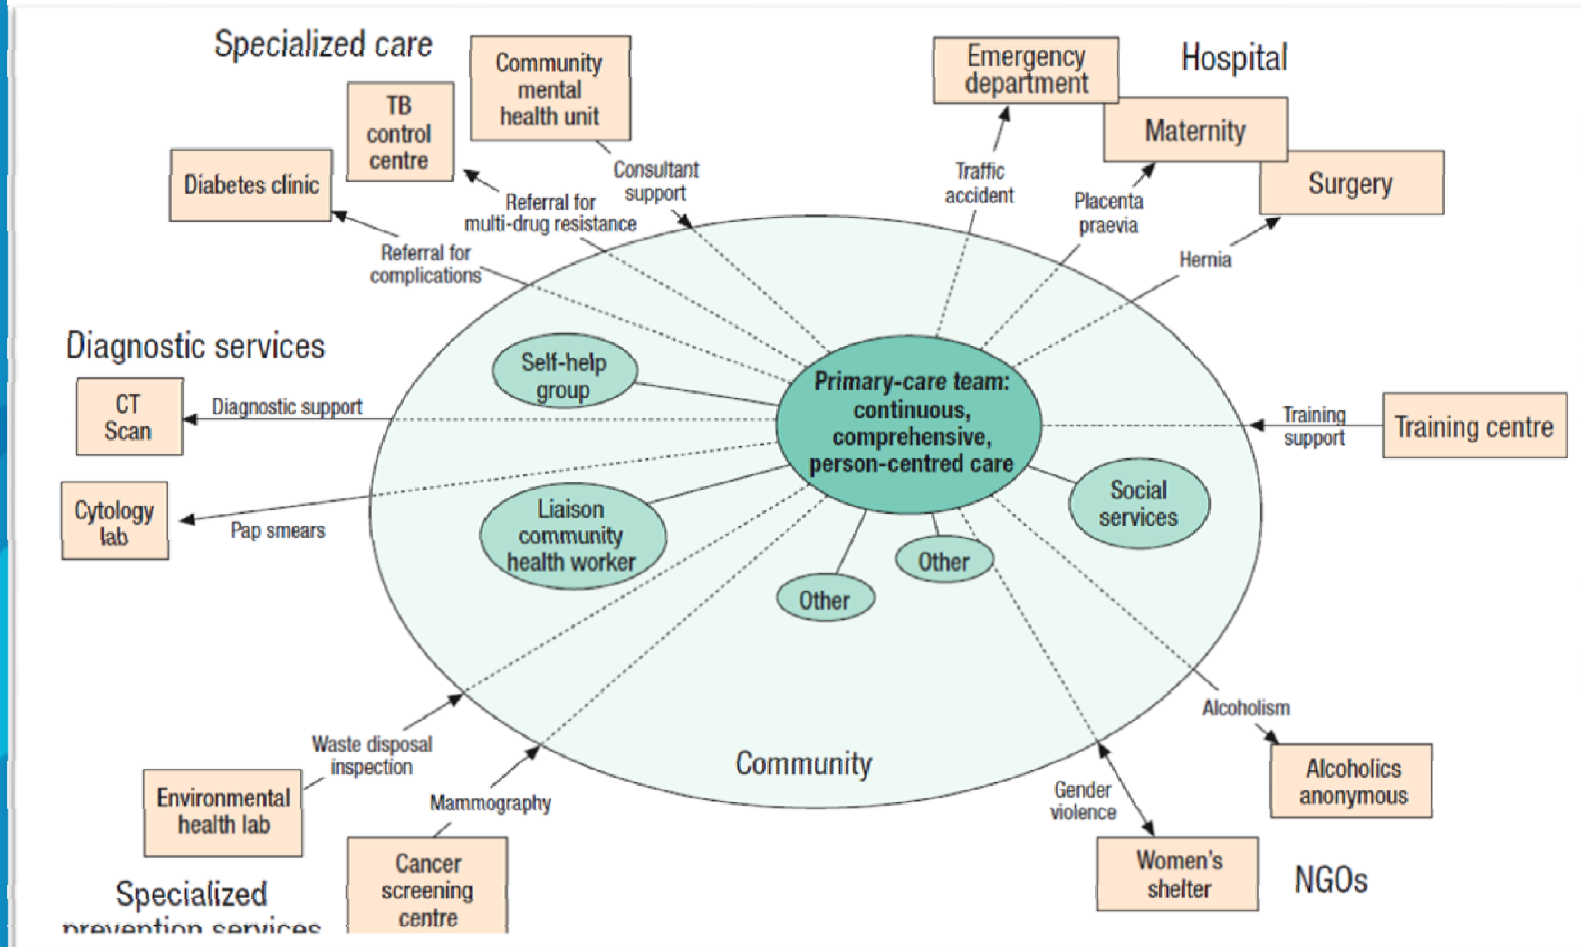 Specialized care
Community
mental
health unit
TB
control
centre
Diabetes clinic
Consultant
support
Referral for
multi-drug resistance
Referral for
complications
Emergency
department
Hospital
Maternity
Surgery
Traffic
accident
Placenta
praevia
Hernia
Diagnostic services
CT
Scan
Diagnostic support
Cytology
lab
Pap smears
Self-help
group
Primary-care team:
continuous,
comprehensive,
person-centred care
Training
support
Training centre
Liaison
community
health worker
Other
Other
Social
services
Community
Waste disposal
inspection
Environmental
health lab
Mammography
Cancer
screening
centre
Specialized
prevention services
Alcoholism
Alcoholics
anonymous
Gender
violence
Women's
shelter
NGOs